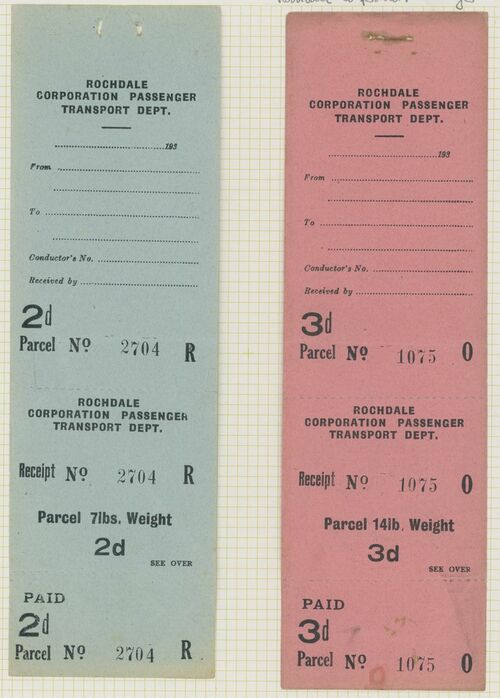 ROCHDALE
CORPORATION PASSENGER
TRANSPORT DEPT.
193
From
To
Conductor's No.
Received by
2d
Parcel Nº 2704 R
ROCHDALE
CORPORATION PASSENGER
TRANSPORT DEPT.
Receipt Nº 2704 R
Parcel 7lbs. Weight
2d
SEE OVER
PAID
2d
Parcel Nº 2704 R
ROCHDALE
CORPORATION PASSENGER
TRANSPORT DEPT.
193
From
To
Conductor's No.
Received by
3d
Parcel Nº 1075 O
ROCHDALE
CORPORATION PASSENGER
TRANSPORT DEPT.
Receipt Nº 1075 O
Parcel 14lb. Weight
3d
SEE OVER
PAID
3d
Parcel Nº 1075 O